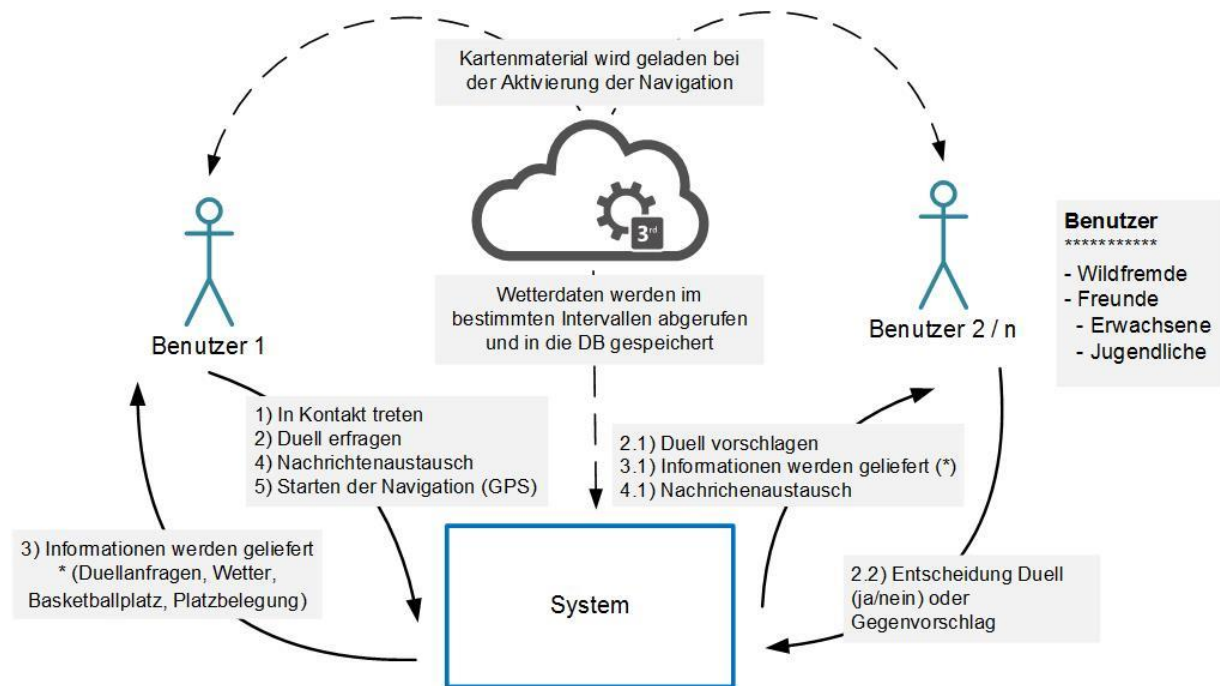 Kartenmaterial wird geladen bei
der Aktivierung der Navigation
3rd
Wetterdaten werden im
bestimmten Intervallen abgerufen
und in die DB gespeichert
Benutzer 1
Benutzer 2 / n
Benutzer
***********
- Wildfremde
- Freunde
- Erwachsene
- Jugendliche
1) In Kontakt treten
2) Duell erfragen
4) Nachrichtenaustausch
5) Starten der Navigation (GPS)
2.1) Duell vorschlagen
3.1) Informationen werden geliefert (*)
4.1) Nachrichenaustausch
3) Informationen werden geliefert
* (Duellanfragen, Wetter,
Basketballplatz, Platzbelegung)
System
2.2) Entscheidung Duell
(ja/nein) oder
Gegenvorschlag